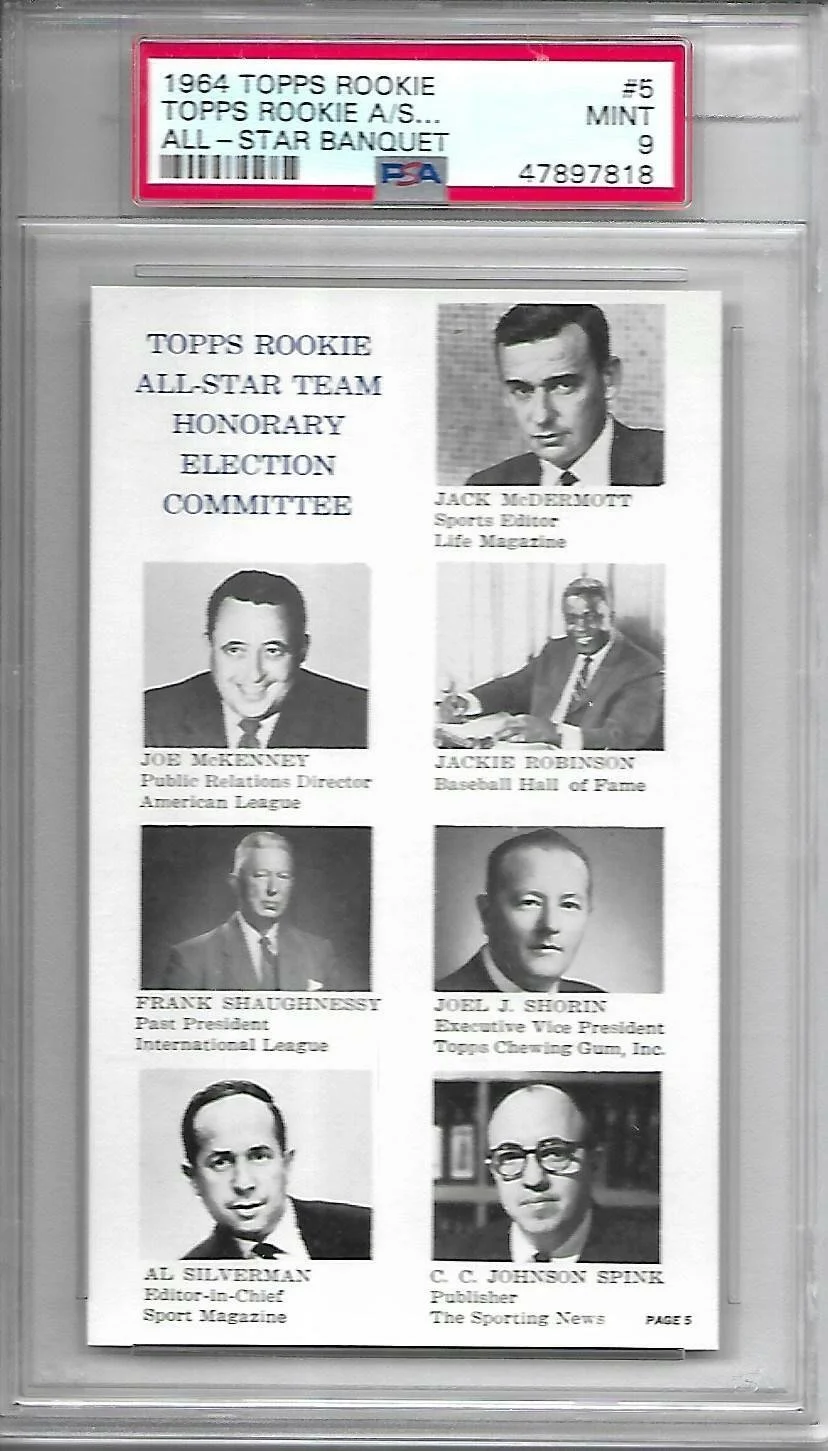 1964 TOPPS ROOKIE #5
TOPPS ROOKIE A/S... MINT
ALL-STAR BANQUET 9
PSA 47897818
TOPPS ROOKIE
ALL-STAR TEAM
HONORARY
ELECTION
COMMITTEE
JACK McDERMOTT
Sports Editor
Life Magazine
JOE McKENNEY
Public Relations Director
American League
JACKIE ROBINSON
Baseball Hall of Fame
FRANK SHAUGHNESSY
Past President
International League
JOEL J. SHORIN
Executive Vice President
Topps Chewing Gum, Inc.
AL SILVERMAN
Editor-in-Chief
Sport Magazine
C. C. JOHNSON SPINK
Publisher
The Sporting News
PAGE 5